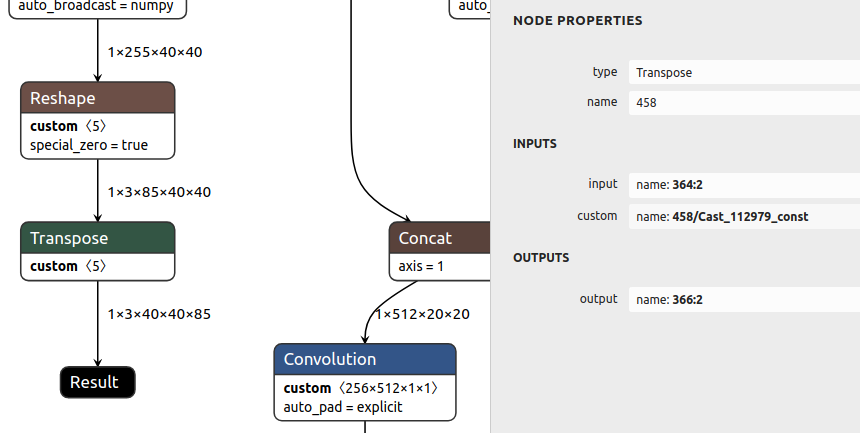 auto_broadcast = numpy
1×255×40×40
Reshape
custom 〈5〉
special_zero = true
1×3×85×40×40
Transpose
custom 〈5〉
1×3×40×40×85
Result
auto_
Concat
axis = 1
1×512×20×20
Convolution
custom 〈256×512×1×1〉
auto_pad = explicit
NODE PROPERTIES
type Transpose
name 458
INPUTS
input name: 364:2
custom name: 458/Cast_112979_const
OUTPUTS
output name: 366:2